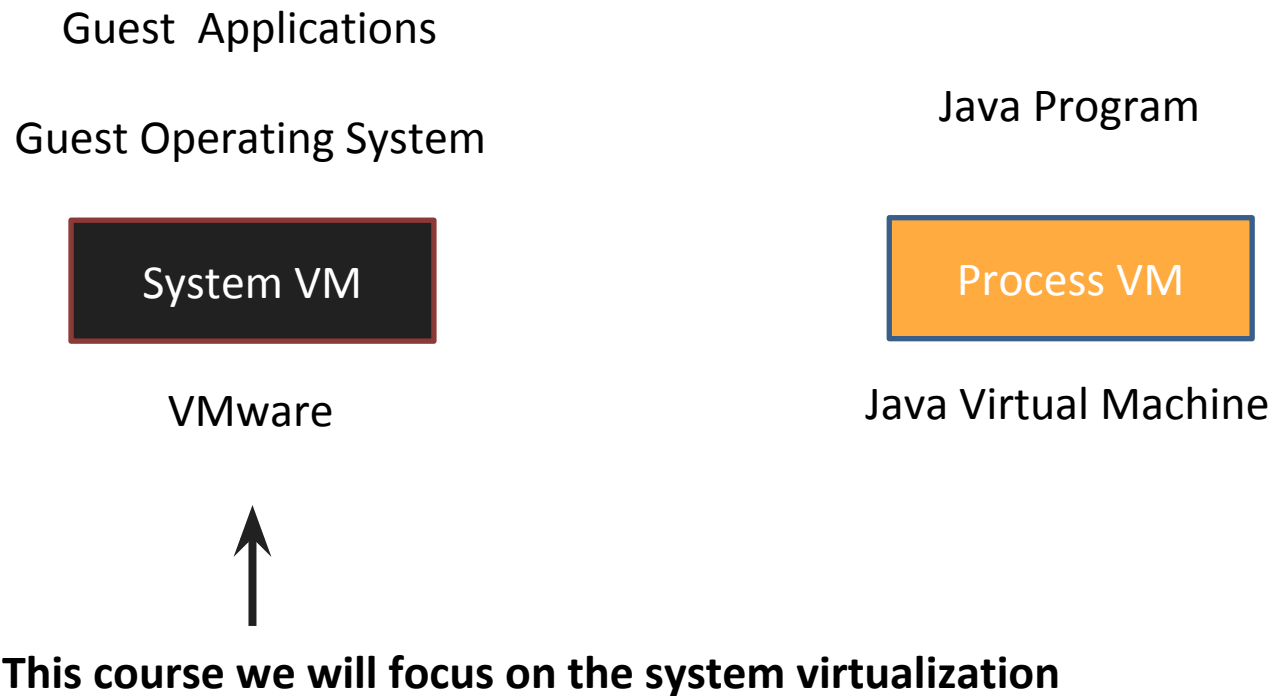 Guest  Applications
Guest Operating System
System VM
VMware
Java Program
Process VM
Java Virtual Machine
This course we will focus on the system virtualization